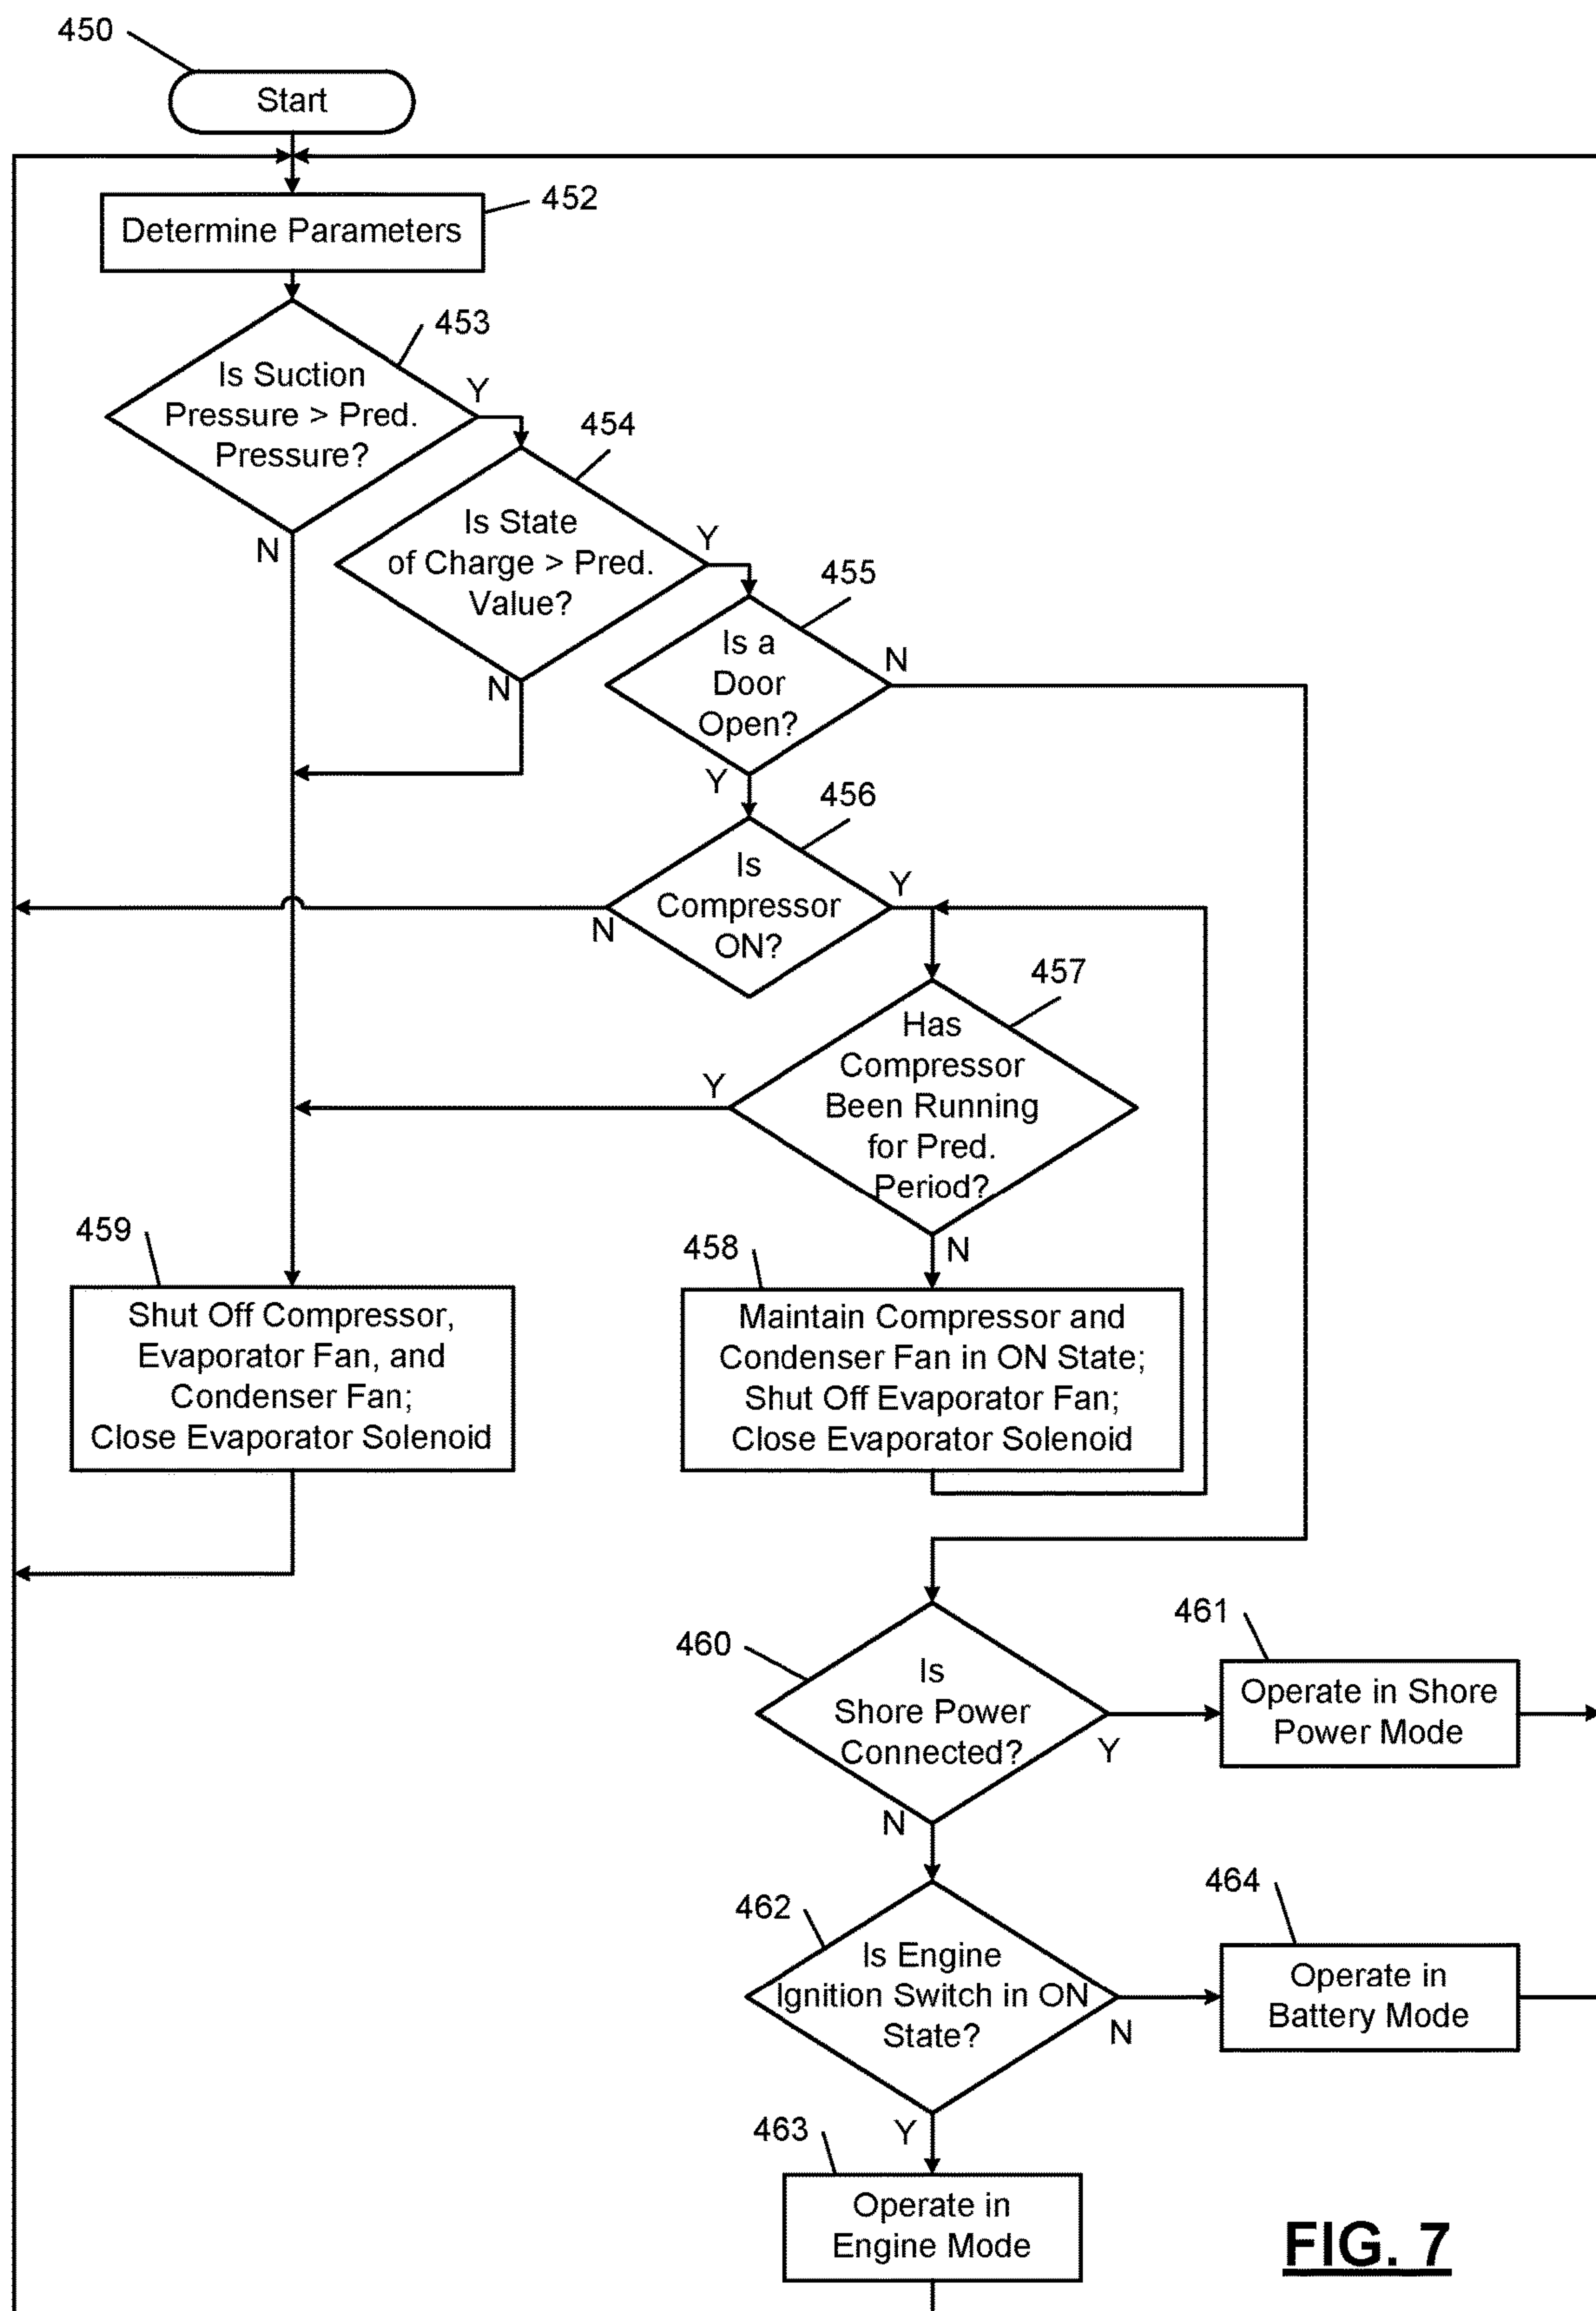 450
Start
452
Determine Parameters
453
Is Suction
Pressure > Pred.
Pressure?
Y
N
454
Is State
of Charge > Pred.
Value?
Y
N
455
Is a
Door
Open?
N
Y
456
Is
Compressor
ON?
Y
N
457
Has
Compressor
Been Running
for Pred.
Period?
Y
N
459
Shut Off Compressor,
Evaporator Fan, and
Condenser Fan;
Close Evaporator Solenoid
458
Maintain Compressor and
Condenser Fan in ON State;
Shut Off Evaporator Fan;
Close Evaporator Solenoid
460
Is
Shore Power
Connected?
Y
N
461
Operate in Shore
Power Mode
462
Is Engine
Ignition Switch in ON
State?
N
Y
464
Operate in
Battery Mode
463
Operate in
Engine Mode
FIG. 7